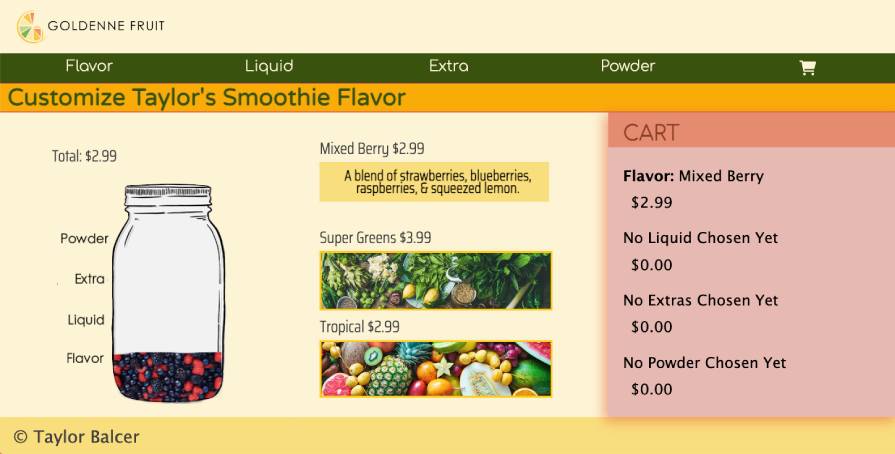 GOLDENNE FRUIT
Flavor Liquid Extra Powder
Customize Taylor's Smoothie Flavor
Total: $2.99
Powder
Extra
Liquid
Flavor
Mixed Berry $2.99
A blend of strawberries, blueberries,
raspberries, & squeezed lemon.
Super Greens $3.99
Tropical $2.99
CART
Flavor: Mixed Berry
$2.99
No Liquid Chosen Yet
$0.00
No Extras Chosen Yet
$0.00
No Powder Chosen Yet
$0.00
© Taylor Balcer